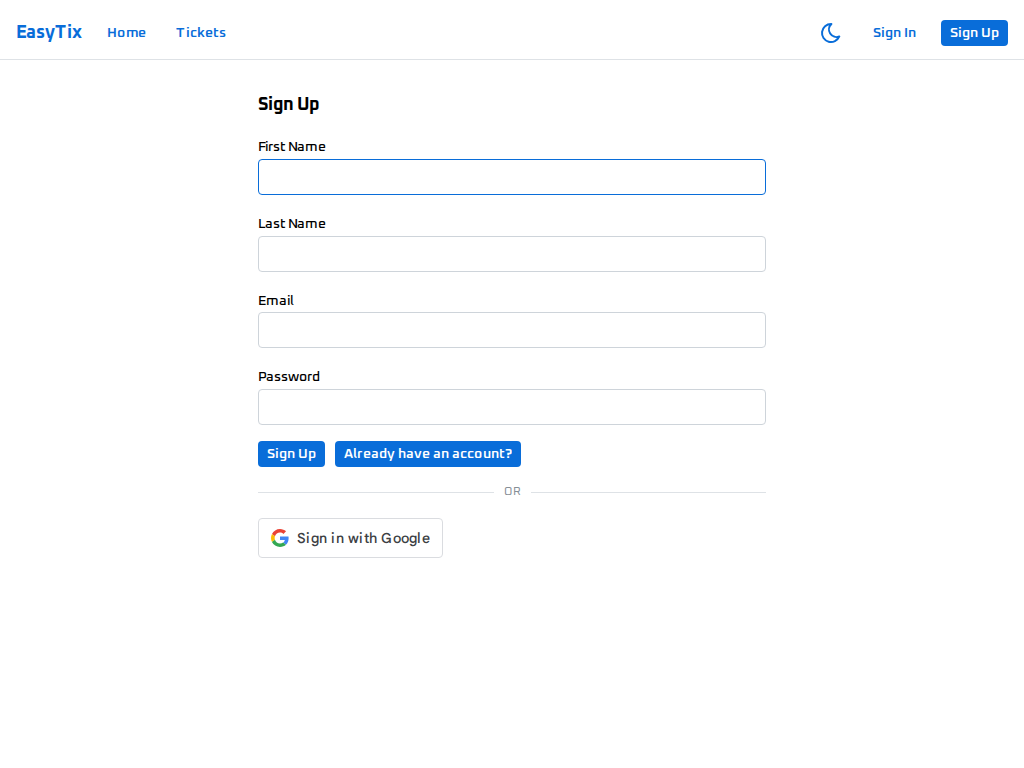 EasyTix Home Tickets Sign In Sign Up
Sign Up
First Name
Last Name
Email
Password
Sign Up Already have an account?
OR
Sign in with Google